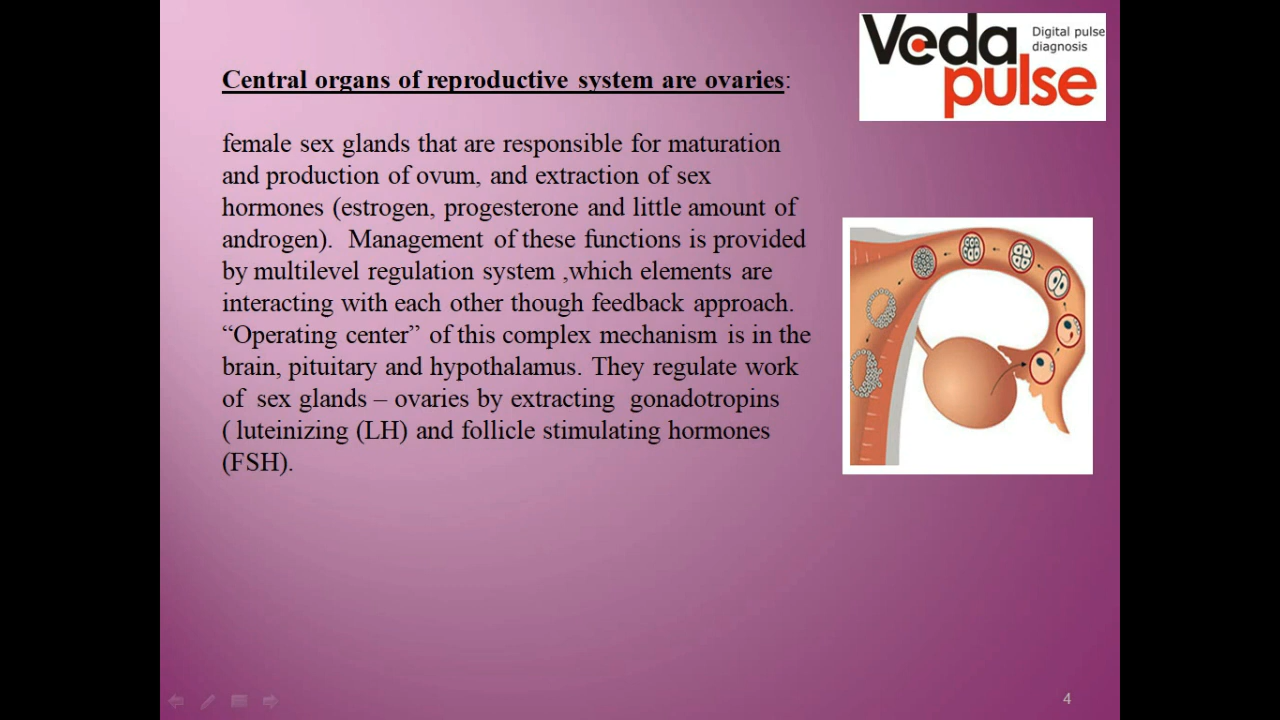 Veda
pulse
Digital pulse
diagnosis
Central organs of reproductive system are ovaries:
female sex glands that are responsible for maturation
and production of ovum, and extraction of sex
hormones (estrogen, progesterone and little amount of
androgen). Management of these functions is provided
by multilevel regulation system ,which elements are
interacting with each other though feedback approach.
“Operating center” of this complex mechanism is in the
brain, pituitary and hypothalamus. They regulate work
of sex glands – ovaries by extracting gonadotropins
( luteinizing (LH) and follicle stimulating hormones
(FSH).
4